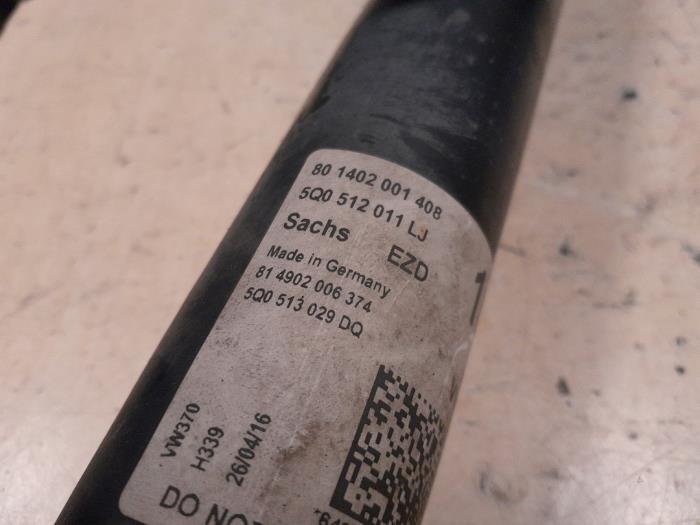 80 1402 001 408
5Q0 512 011 LJ
Sachs EZD
Made in Germany
81 4902 006 374
5Q0 513 029 DQ
VW370
H339
26/04/16
DO NOT